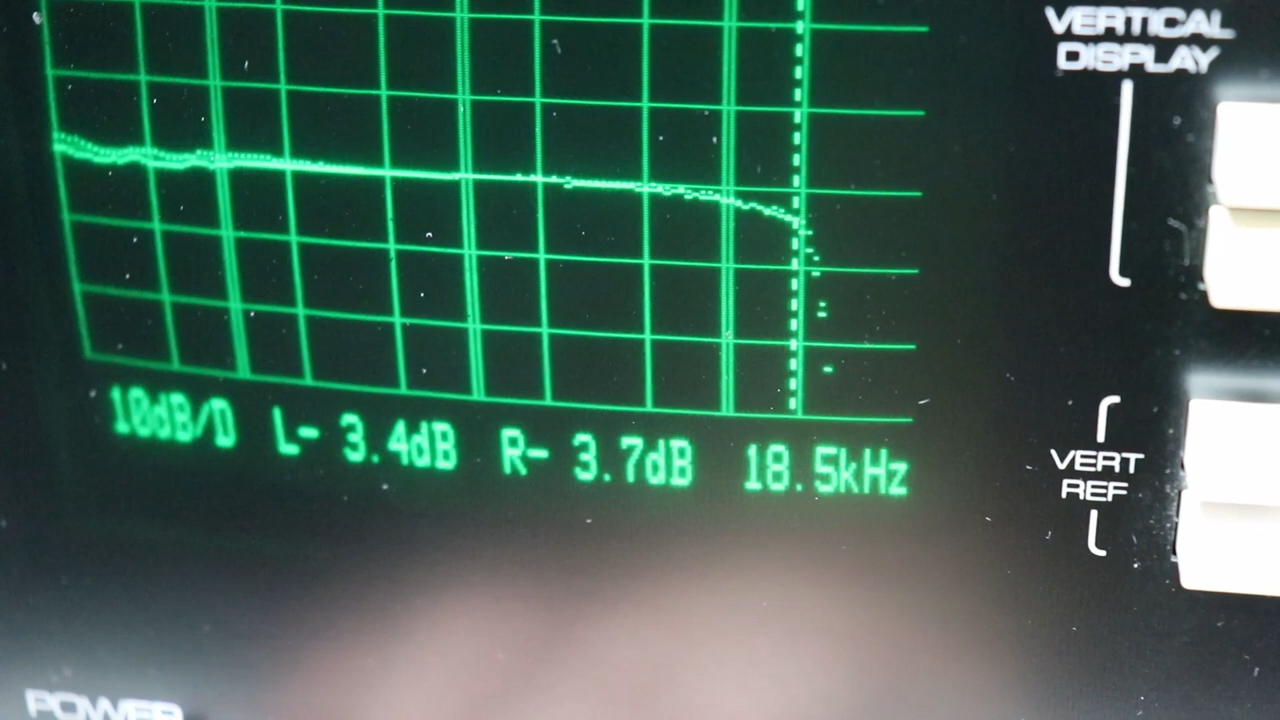 VERTICAL
DISPLAY
10dB/D L- 3.4dB R- 3.7dB 18.5kHz
VERT
REF
POWER